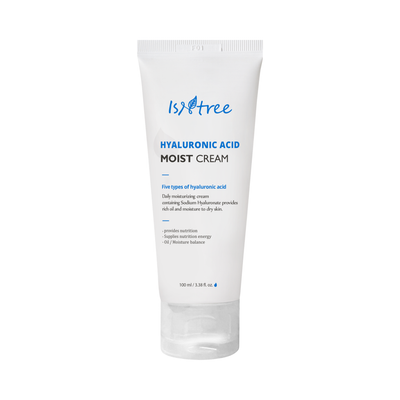 Isntree
HYALURONIC ACID
MOIST CREAM
Five types of hyaluronic acid
Daily moisturizing cream
containing Sodium Hyaluronate provides
rich oil and moisture to dry skin.
- provides nutrition
- Supplies nutrition energy
- Oil / Moisture balance
100 ml / 3.38 fl. oz.